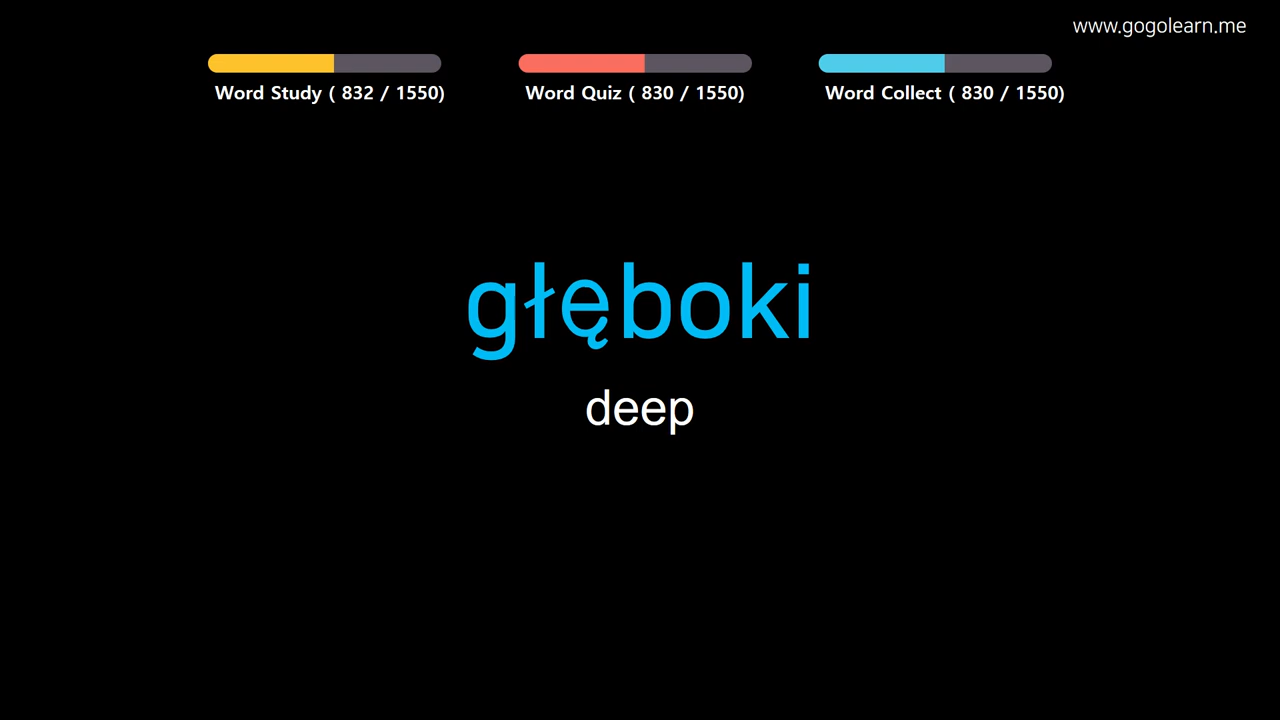 www.gogolearn.me
Word Study ( 832 / 1550)
Word Quiz ( 830 / 1550)
Word Collect ( 830 / 1550)
głęboki
deep